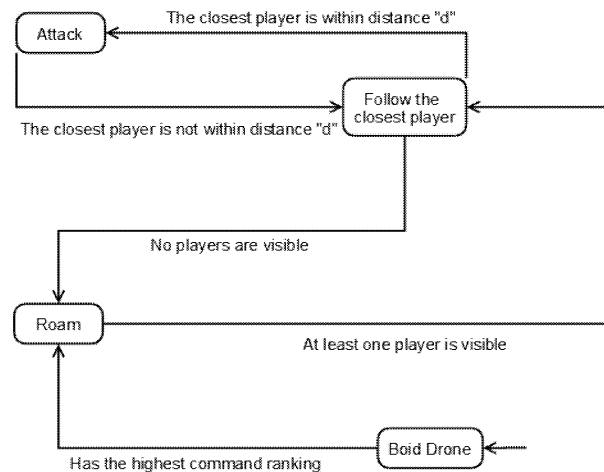 The closest player is within distance "d"
Attack
Follow the
closest player
The closest player is not within distance "d"
No players are visible
Roam
At least one player is visible
Boid Drone
Has the highest command ranking